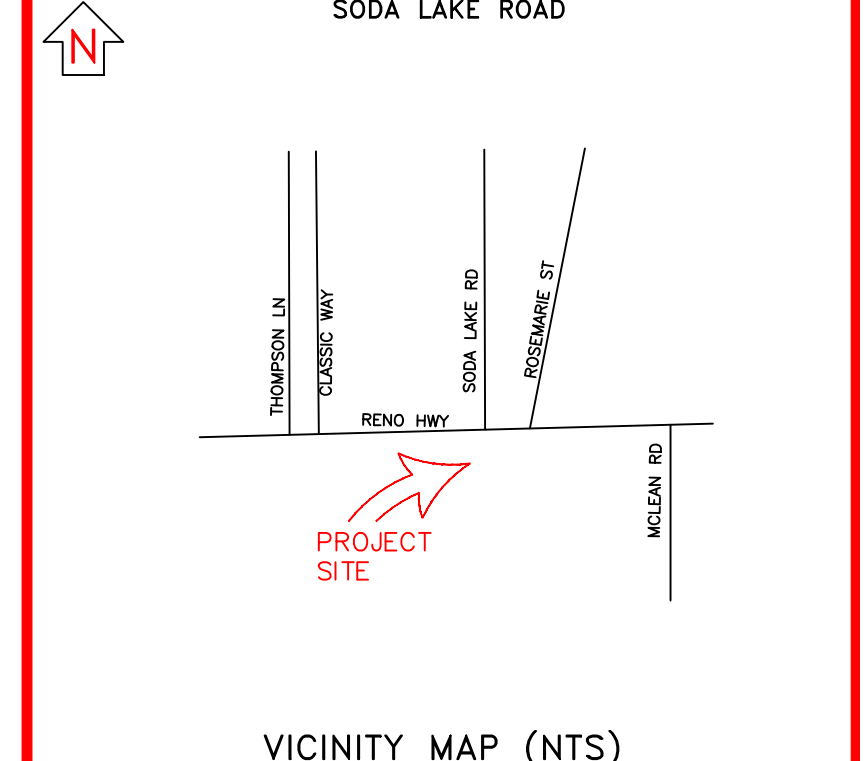 SODA LAKE ROAD
N
THOMPSON LN
CLASSIC WAY
SODA LAKE RD
ROSEMARIE ST
RENO HWY
MCLEAN RD
PROJECT
SITE
VICINITY MAP (NTS)